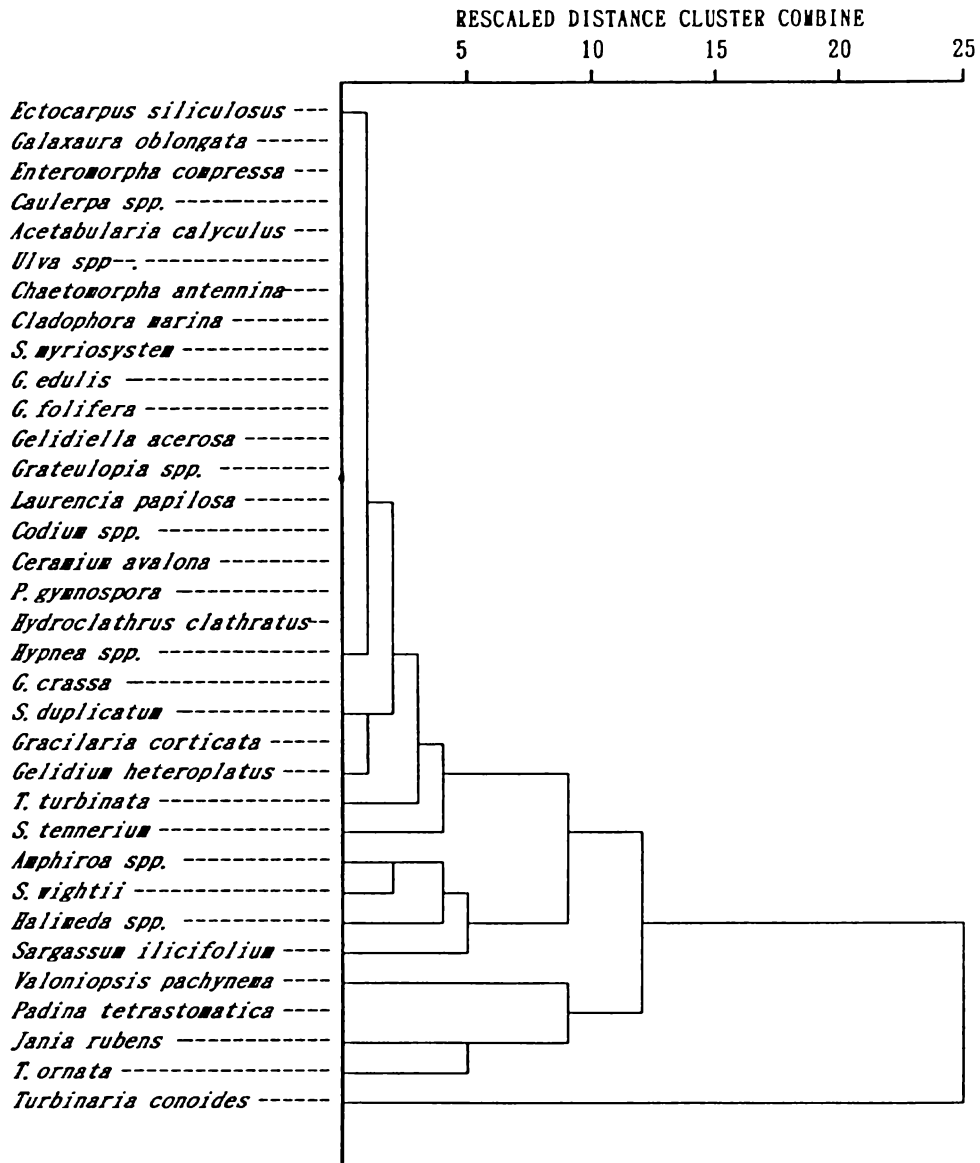 RESCALED DISTANCE CLUSTER COMBINE
5 10 15 20 25
Ectocarpus siliculosus ---
Galaxaura oblongata ------
Enteromorpha compressa ---
Caulerpa spp. ------------
Acetabularia calyculus ---
Ulva spp--. --------------
Chaetomorpha antennina----
Cladophora marina --------
S. myriosystem -----------
G. edulis ----------------
G. folifera --------------
Gelidiella acerosa -------
Grateulopia spp. ---------
Laurencia papilosa -------
Codium spp. --------------
Ceramium avalona ---------
P. gymnospora ------------
Hydroclathrus clathratus--
Hypnea spp. --------------
G. crassa ----------------
S. duplicatum ------------
Gracilaria corticata -----
Gelidium heteroplatus ----
T. turbinata -------------
S. tennerium -------------
Amphiroa spp. ------------
S. wightii ---------------
Halimeda spp. ------------
Sargassum ilicifolium ----
Valoniopsis pachynema ----
Padina tetrastomatica ----
Jania rubens -------------
T. ornata ----------------
Turbinaria conoides ------